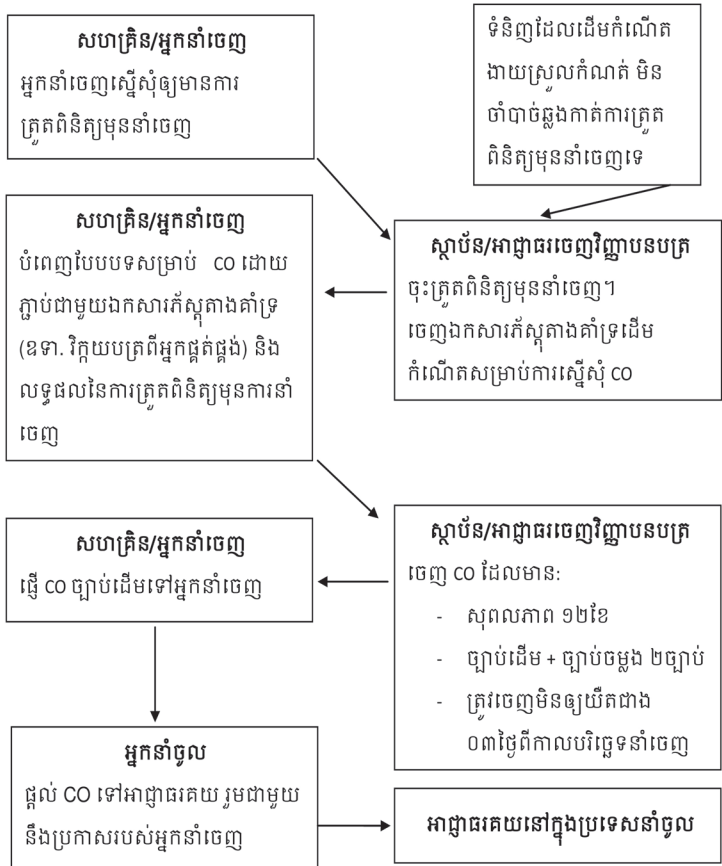 សហគ្រិន/អ្នកនាំចេញ
អ្នកនាំចេញស្នើសុំឲ្យមានការ
ត្រួតពិនិត្យមុននាំចេញ
ទំនិញដែលដើមកំណើត
ងាយស្រួលកំណត់ មិន
ចាំបាច់ឆ្លងកាត់ការត្រួត
ពិនិត្យមុននាំចេញទេ
ស្ថាប័ន/អាជ្ញាធរចេញវិញ្ញាបនបត្រ
ចុះត្រួតពិនិត្យមុននាំចេញ។
ចេញឯកសារភ័ស្តុតាងគាំទ្រដើម
កំណើតសម្រាប់ការស្នើសុំ CO
សហគ្រិន/អ្នកនាំចេញ
បំពេញបែបបទសម្រាប់ CO ដោយ
ភ្ជាប់ជាមួយឯកសារភ័ស្តុតាងគាំទ្រ
(ឧទា. វិក្កយបត្រពីអ្នកផ្គត់ផ្គង់) និង
លទ្ធផលនៃការត្រួតពិនិត្យមុនការនាំ
ចេញ
ស្ថាប័ន/អាជ្ញាធរចេញវិញ្ញាបនបត្រ
ចេញ CO ដែលមាន:
- សុពលភាព ១២ខែ
- ច្បាប់ដើម + ច្បាប់ចម្លង ២ច្បាប់
- ត្រូវចេញមិនឲ្យយឺតជាង
០៣ថ្ងៃពីកាលបរិច្ឆេទនាំចេញ
សហគ្រិន/អ្នកនាំចេញ
ផ្ញើ CO ច្បាប់ដើមទៅអ្នកនាំចេញ
អ្នកនាំចូល
ផ្តល់ CO ទៅអាជ្ញាធរគយ រួមជាមួយ
នឹងប្រកាសរបស់អ្នកនាំចេញ
អាជ្ញាធរគយនៅក្នុងប្រទេសនាំចូល